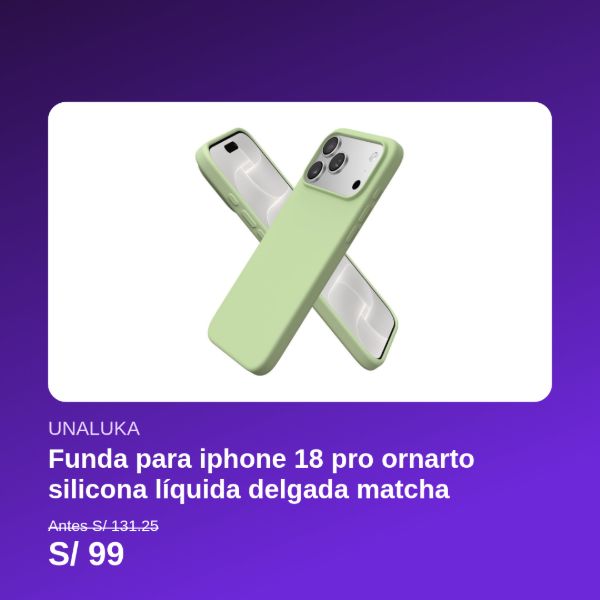 UNALUKA
Funda para iphone 18 pro ornarto
silicona líquida delgada matcha
Antes S/ 131.25
S/ 99